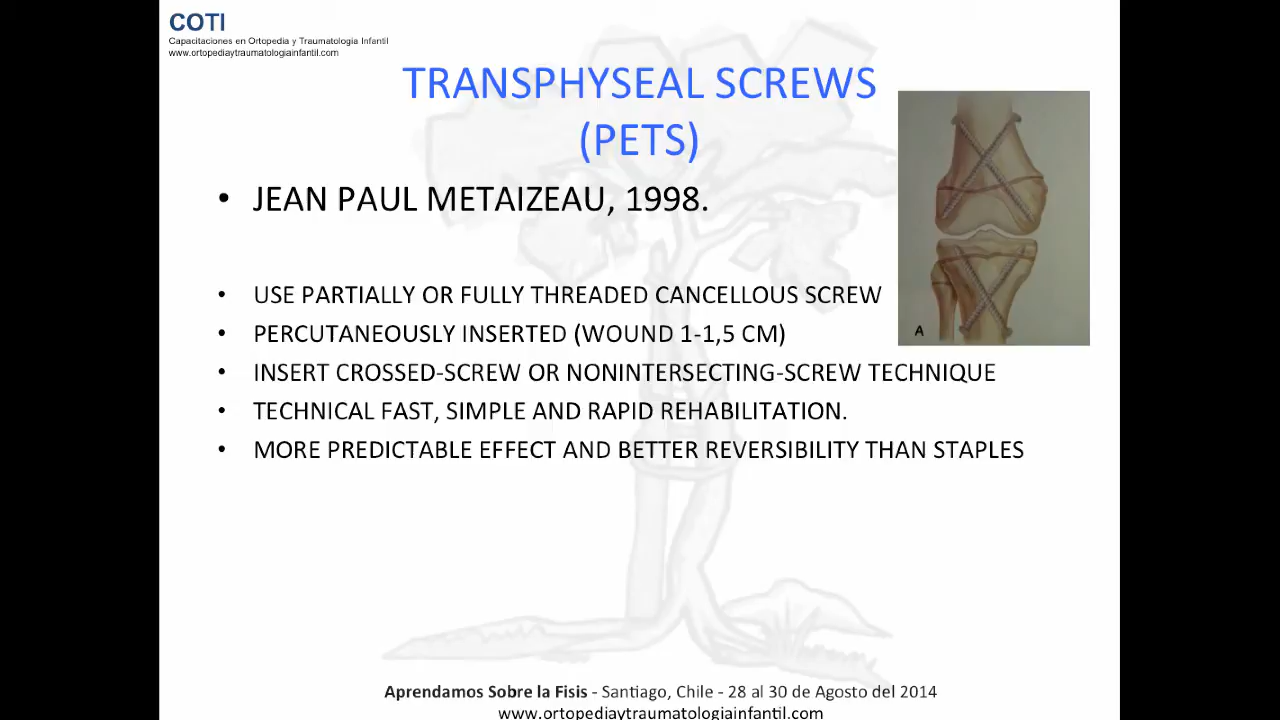 COTI
Capacitaciones en Ortopedia y Traumatologia Infantil
www.ortopediaytraumatologiainfantil.com
TRANSPHYSEAL SCREWS
(PETS)
• JEAN PAUL METAIZEAU, 1998.
• USE PARTIALLY OR FULLY THREADED CANCELLOUS SCREW
• PERCUTANEOUSLY INSERTED (WOUND 1-1,5 CM)
• INSERT CROSSED-SCREW OR NONINTERSECTING-SCREW TECHNIQUE
• TECHNICAL FAST, SIMPLE AND RAPID REHABILITATION.
• MORE PREDICTABLE EFFECT AND BETTER REVERSIBILITY THAN STAPLES
A
Aprendamos Sobre la Fisis - Santiago, Chile - 28 al 30 de Agosto del 2014
www.ortopediaytraumatologiainfantil.com